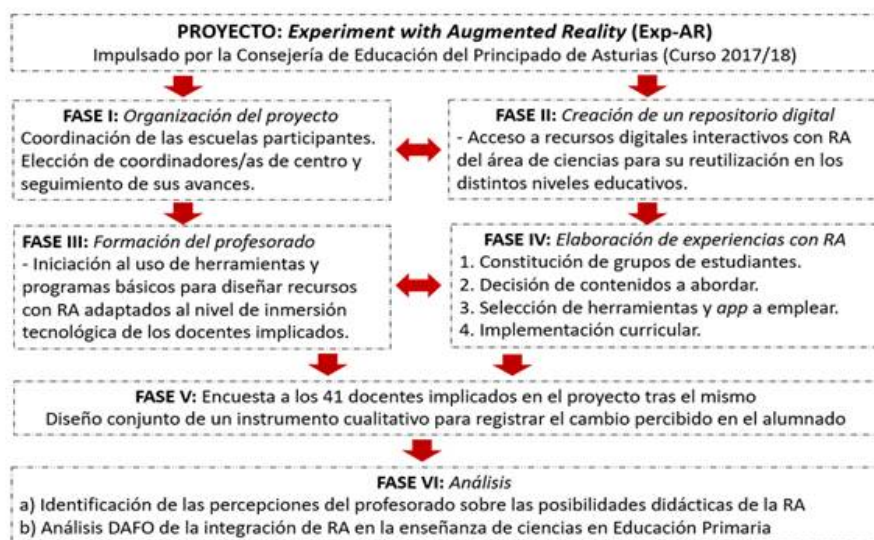 PROYECTO: Experiment with Augmented Reality (Exp-AR)
Impulsado por la Consejería de Educación del Principado de Asturias (Curso 2017/18)
FASE I: Organización del proyecto
Coordinación de las escuelas participantes.
Elección de coordinadores/as de centro y
seguimiento de sus avances.
FASE II: Creación de un repositorio digital
- Acceso a recursos digitales interactivos con RA
del área de ciencias para su reutilización en los
distintos niveles educativos.
FASE III: Formación del profesorado
- Iniciación al uso de herramientas y
programas básicos para diseñar recursos
con RA adaptados al nivel de inmersión
tecnológica de los docentes implicados.
FASE IV: Elaboración de experiencias con RA
1. Constitución de grupos de estudiantes.
2. Decisión de contenidos a abordar.
3. Selección de herramientas y app a emplear.
4. Implementación curricular.
FASE V: Encuesta a los 41 docentes implicados en el proyecto tras el mismo
Diseño conjunto de un instrumento cualitativo para registrar el cambio percibido en el alumnado
FASE VI: Análisis
a) Identificación de las percepciones del profesorado sobre las posibilidades didácticas de la RA
b) Análisis DAFO de la integración de RA en la enseñanza de ciencias en Educación Primaria